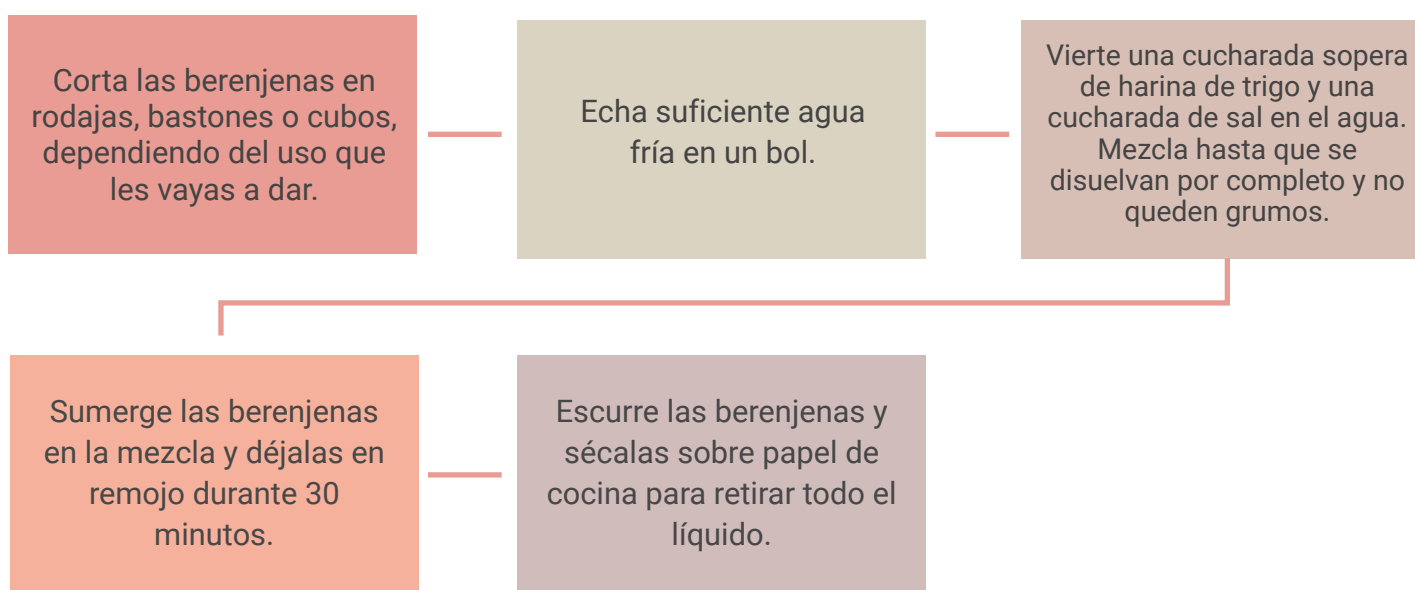 Corta las berenjenas en
rodajas, bastones o cubos,
dependiendo del uso que
les vayas a dar.
Echa suficiente agua
fría en un bol.
Vierte una cucharada sopera
de harina de trigo y una
cucharada de sal en el agua.
Mezcla hasta que se
disuelvan por completo y no
queden grumos.
Sumerge las berenjenas
en la mezcla y déjalas en
remojo durante 30
minutos.
Escurre las berenjenas y
sécalas sobre papel de
cocina para retirar todo el
líquido.